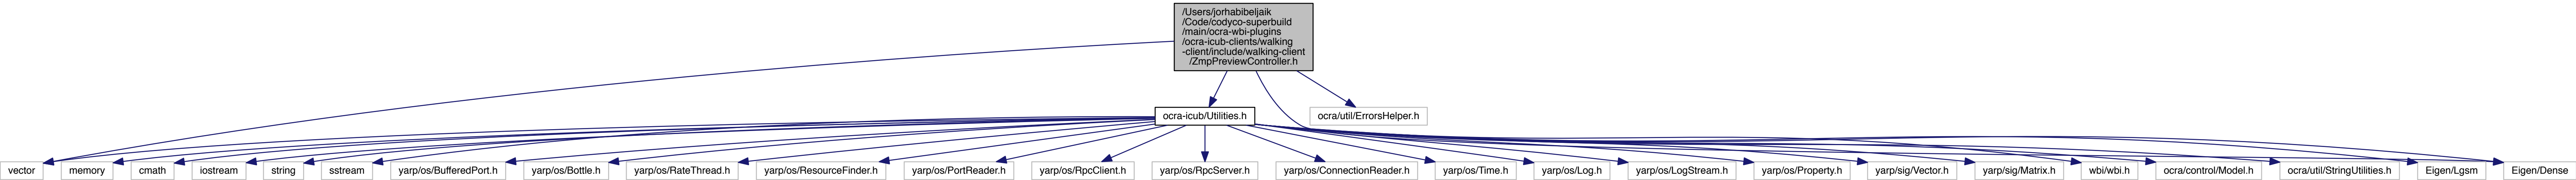 /Users/jorhabibeljaik
/Code/codyco-superbuild
/main/ocra-wbi-plugins
/ocra-icub-clients/walking
-client/include/walking-client
/ZmpPreviewController.h
ocra-icub/Utilities.h
ocra/util/ErrorsHelper.h
vector
memory
cmath
iostream
string
sstream
yarp/os/BufferedPort.h
yarp/os/Bottle.h
yarp/os/RateThread.h
yarp/os/ResourceFinder.h
yarp/os/PortReader.h
yarp/os/RpcClient.h
yarp/os/RpcServer.h
yarp/os/ConnectionReader.h
yarp/os/Time.h
yarp/os/Log.h
yarp/os/LogStream.h
yarp/os/Property.h
yarp/sig/Vector.h
yarp/sig/Matrix.h
wbi/wbi.h
ocra/control/Model.h
ocra/util/StringUtilities.h
Eigen/Lgsm
Eigen/Dense